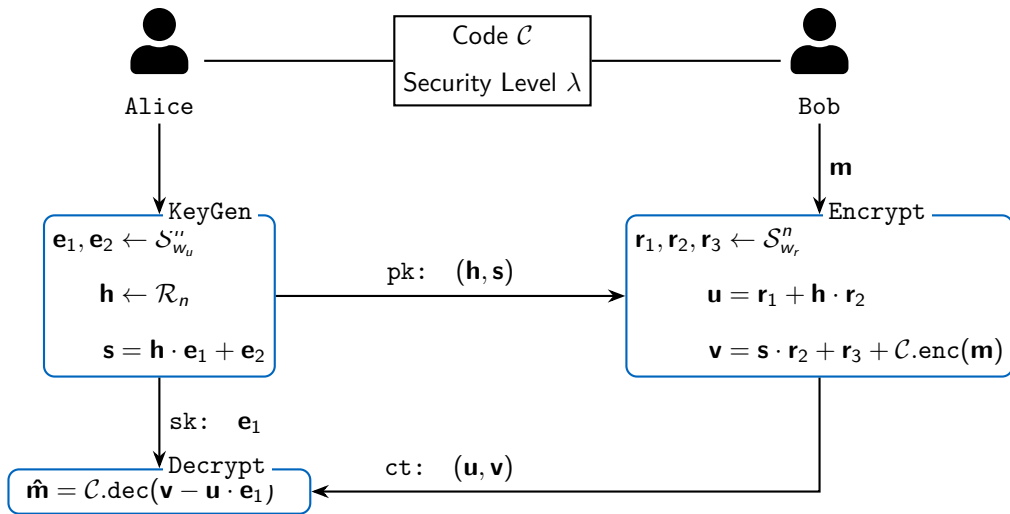 Code 𝒞
Security Level λ
Alice
Bob
m
KeyGen
e₁, e₂ ← 𝒮ⁿ_{w_u}
h ← ℛₙ
s = h · e₁ + e₂
pk: (h, s)
Encrypt
r₁, r₂, r₃ ← 𝒮ⁿ_{w_r}
u = r₁ + h · r₂
v = s · r₂ + r₃ + 𝒞.enc(m)
sk: e₁
Decrypt
m̂ = 𝒞.dec(v − u · e₁)
ct: (u, v)